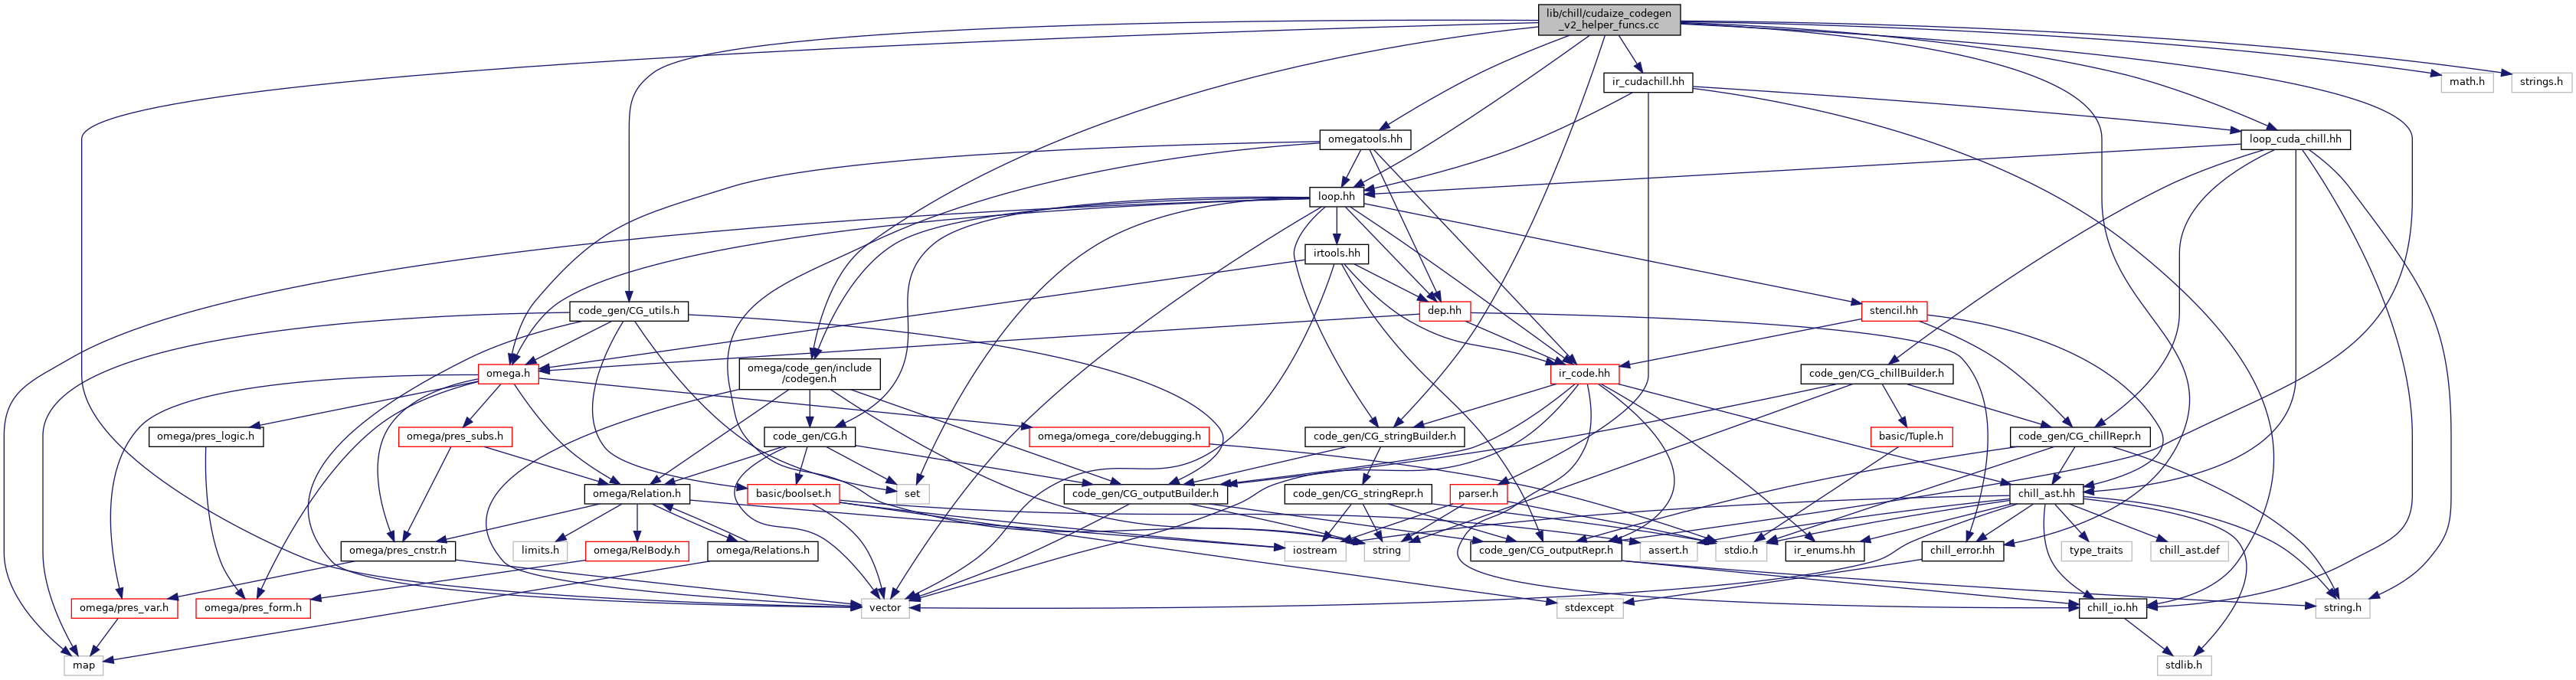 lib/chill/cudaize_codegen
_v2_helper_funcs.cc
ir_cudachill.hh
math.h
strings.h
omegatools.hh
loop_cuda_chill.hh
loop.hh
irtools.hh
code_gen/CG_utils.h
dep.hh
stencil.hh
omega.h
omega/code_gen/include
/codegen.h
ir_code.hh
code_gen/CG_chillBuilder.h
omega/pres_logic.h
omega/pres_subs.h
omega/omega_core/debugging.h
code_gen/CG.h
code_gen/CG_stringBuilder.h
basic/Tuple.h
code_gen/CG_chillRepr.h
omega/Relation.h
basic/boolset.h
set
code_gen/CG_outputBuilder.h
code_gen/CG_stringRepr.h
parser.h
chill_ast.hh
omega/pres_cnstr.h
limits.h
omega/RelBody.h
omega/Relations.h
iostream
string
code_gen/CG_outputRepr.h
assert.h
stdio.h
ir_enums.hh
chill_error.hh
type_traits
chill_ast.def
omega/pres_var.h
omega/pres_form.h
vector
stdexcept
chill_io.hh
string.h
map
stdlib.h